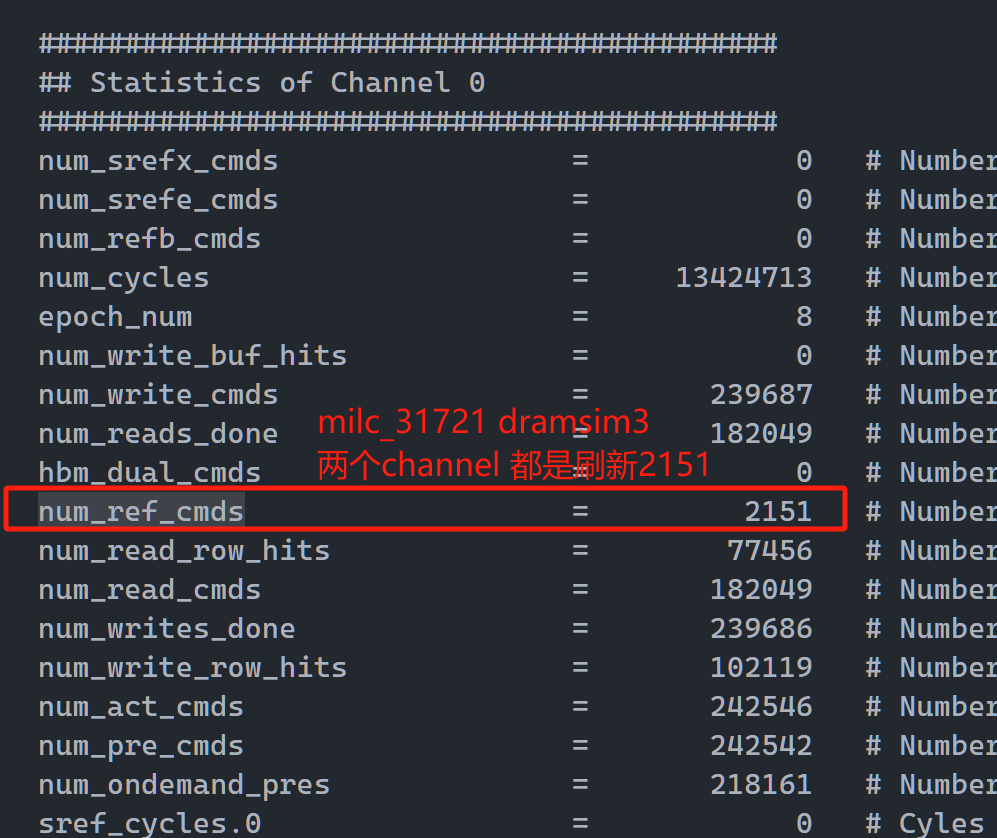 ###########################################
## Statistics of Channel 0
###########################################
num_srefx_cmds = 0 # Number
num_srefe_cmds = 0 # Number
num_refb_cmds = 0 # Number
num_cycles = 13424713 # Number
epoch_num = 8 # Number
num_write_buf_hits = 0 # Number
num_write_cmds = 239687 # Number
milc_31721 dramsim3
num_reads_done = 182049 # Number
两个channel 都是刷新2151
hbm_dual_cmds = 0 # Number
num_ref_cmds = 2151 # Number
num_read_row_hits = 77456 # Number
num_read_cmds = 182049 # Number
num_writes_done = 239686 # Number
num_write_row_hits = 102119 # Number
num_act_cmds = 242546 # Number
num_pre_cmds = 242542 # Number
num_ondemand_pres = 218161 # Number
sref_cycles.0 = 0 # Cyles